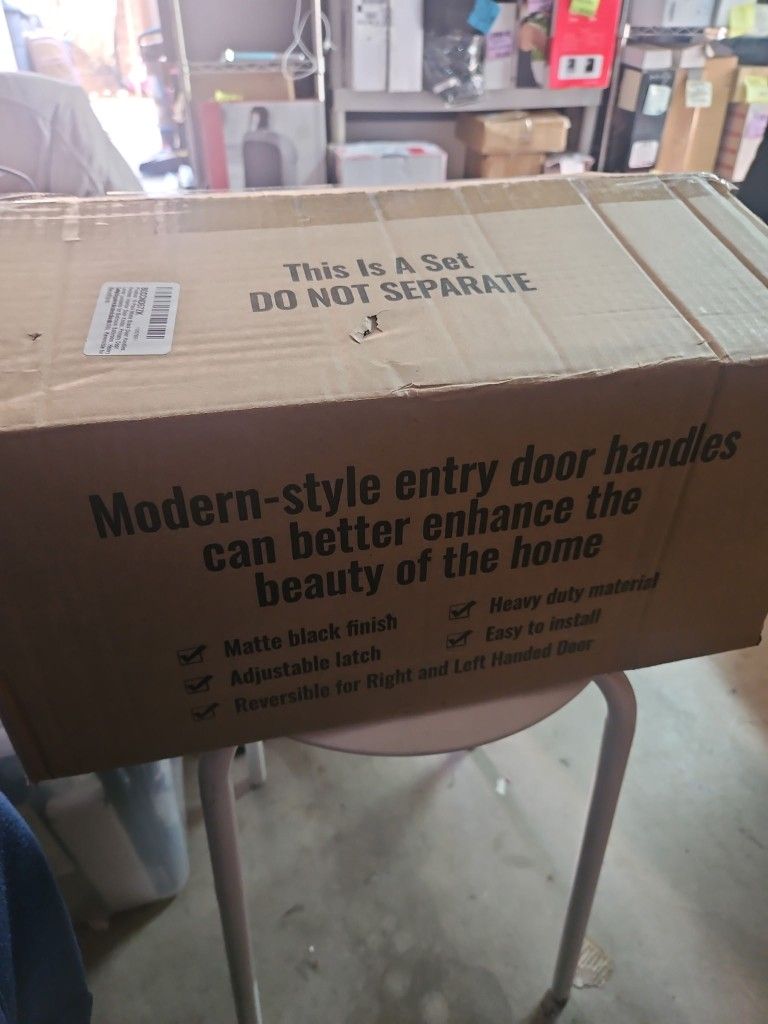 This Is A Set
DO NOT SEPARATE
Modern-style entry door handles
can better enhance the
beauty of the home
Matte black finish
Heavy duty material
Adjustable latch
Easy to install
Reversible for Right and Left Handed Door